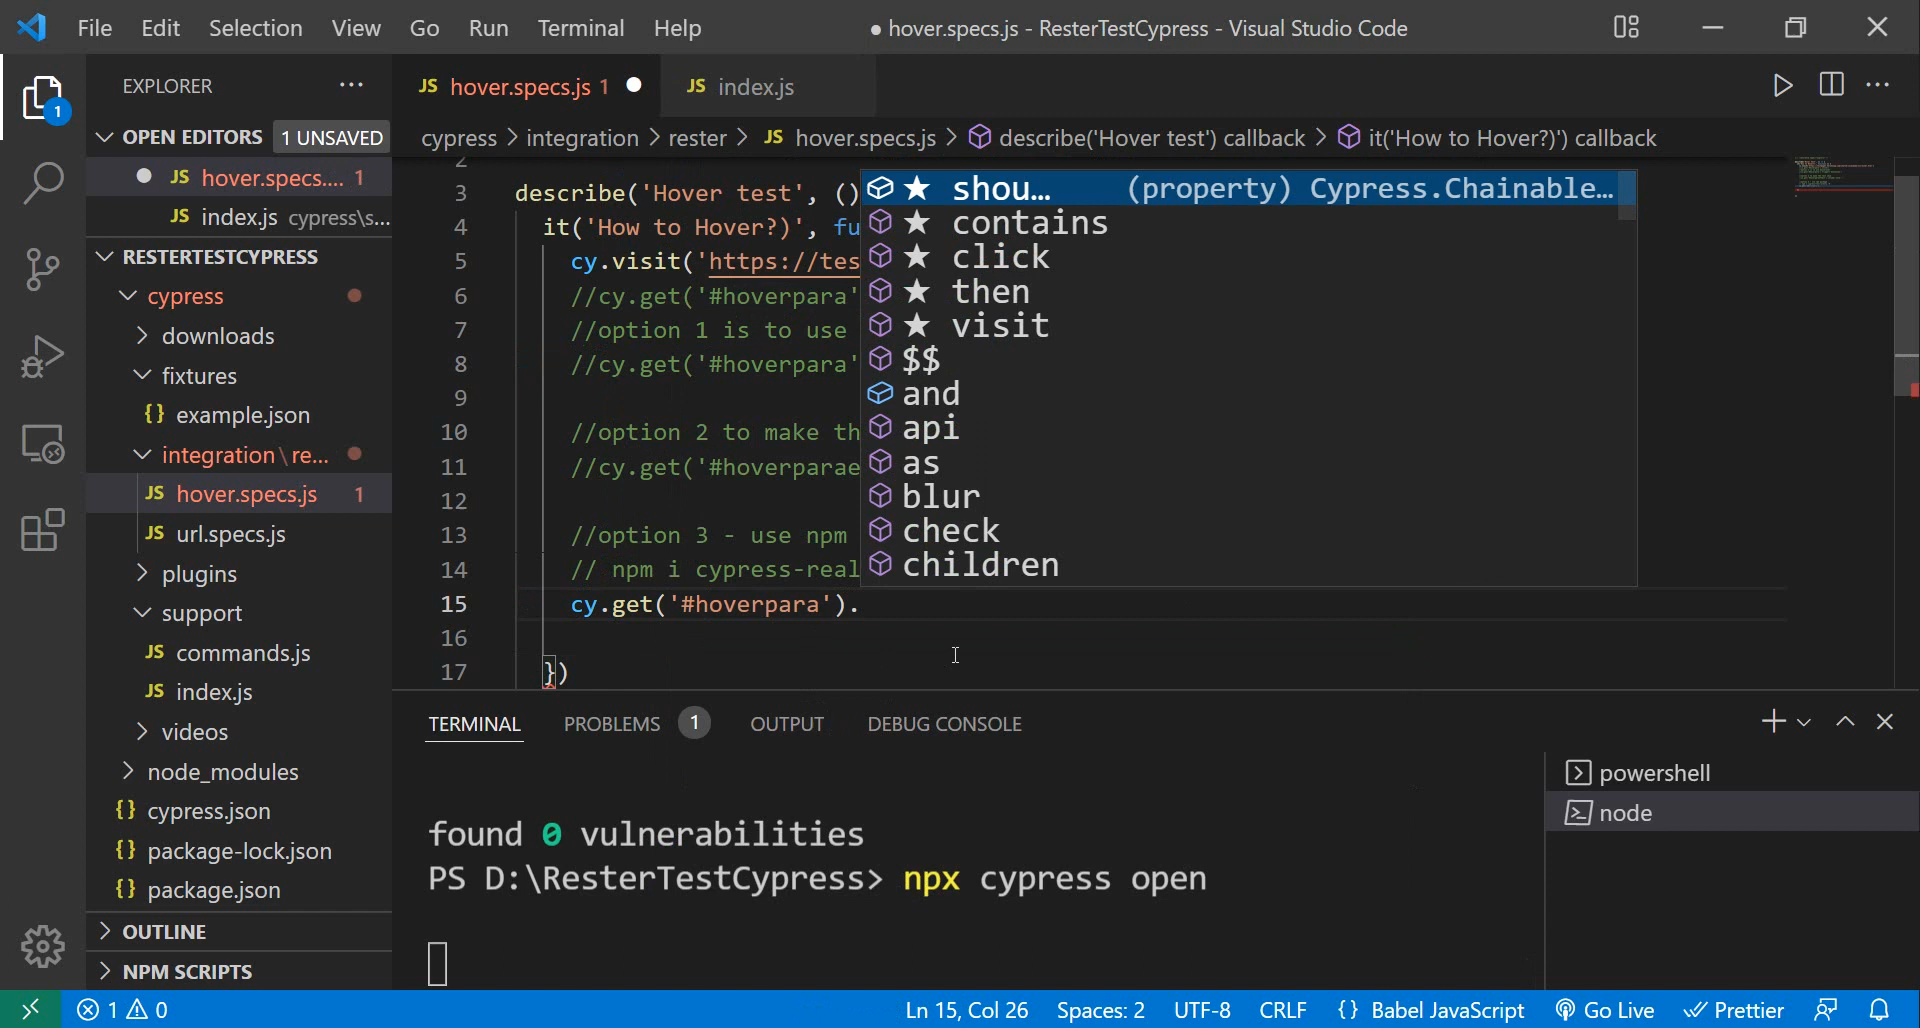 File Edit Selection View Go Run Terminal Help
● hover.specs.js - ResterTestCypress - Visual Studio Code
EXPLORER ···
OPEN EDITORS 1 UNSAVED
JS hover.specs.... 1
JS index.js cypress\s...
RESTERTESTCYPRESS
cypress
downloads
fixtures
{} example.json
integration\re...
JS hover.specs.js 1
JS url.specs.js
plugins
support
JS commands.js
JS index.js
videos
node_modules
{} cypress.json
{} package-lock.json
{} package.json
OUTLINE
NPM SCRIPTS
1
JS hover.specs.js 1 ●
JS index.js
cypress > integration > rester > JS hover.specs.js > describe('Hover test') callback > it('How to Hover?)') callback
2
3 describe('Hover test', ()
4 it('How to Hover?)', fu
5 cy.visit('https://tes
6 //cy.get('#hoverpara'
7 //option 1 is to use
8 //cy.get('#hoverpara'
9
10 //option 2 to make th
11 //cy.get('#hoverparae
12
13 //option 3 - use npm
14 // npm i cypress-real
15 cy.get('#hoverpara').
16
17 })
★ shou... (property) Cypress.Chainable...
★ contains
★ click
★ then
★ visit
$$
and
api
as
blur
check
children
TERMINAL PROBLEMS 1 OUTPUT DEBUG CONSOLE
found 0 vulnerabilities
PS D:\ResterTestCypress> npx cypress open
powershell
node
1 0 Ln 15, Col 26 Spaces: 2 UTF-8 CRLF {} Babel JavaScript Go Live Prettier